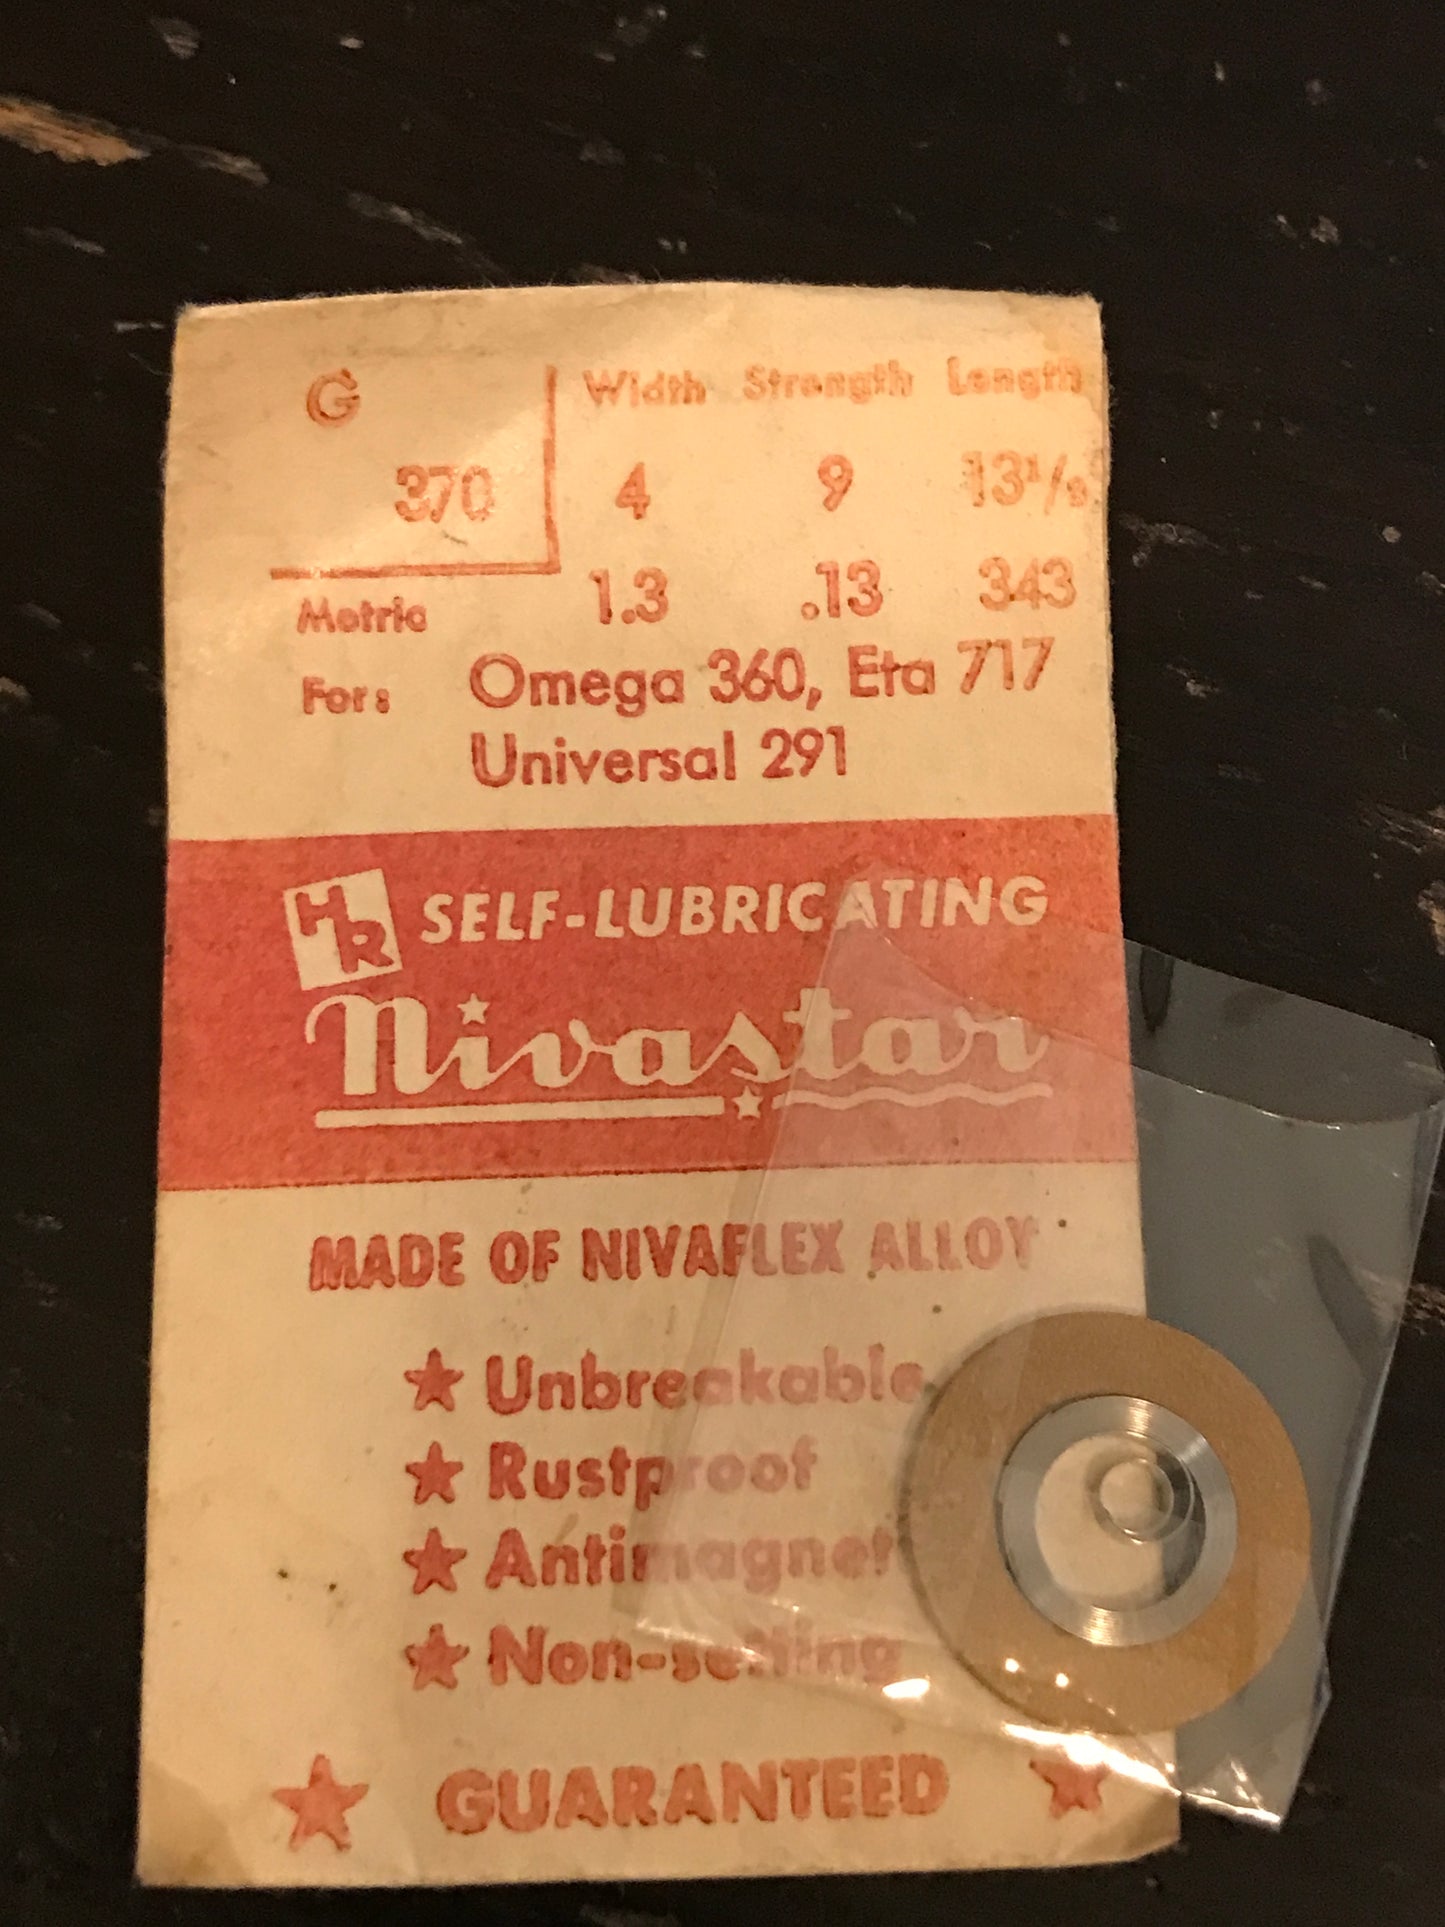 G Width Strength Length
370 4 9 13½
Metric 1.3 .13 343
For: Omega 360, Eta 717
Universal 291
HR SELF-LUBRICATING
Nivastar
MADE OF NIVAFLEX ALLOY
★ Unbreakable
★ Rustproof
★ Antimagnet
★ Non-setting
★ GUARANTEED ★